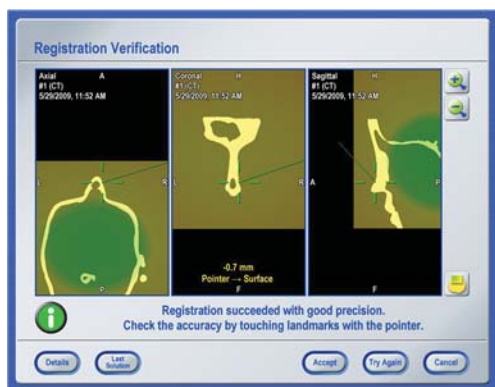 Registration Verification
Axial
A
#1 (CT)
5/29/2009, 11:52 AM
L
R
P
Coronal
H
#1 (CT)
5/29/2009, 11:52 AM
L
R
-0.7 mm
Pointer → Surface
F
Sagittal
H
#1 (CT)
5/29/2009, 11:52 AM
A
P
F
i
Registration succeeded with good precision.
Check the accuracy by touching landmarks with the pointer.
Details
Last
Solution
Accept
Try Again
Cancel